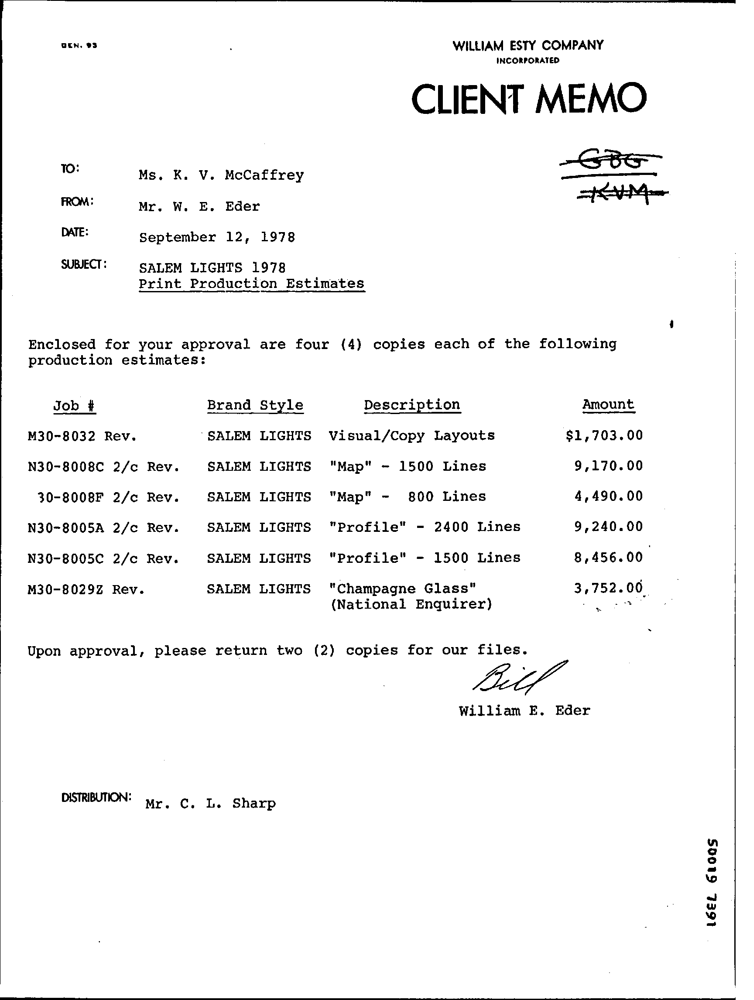 GEN. 93
WILLIAM ESTY COMPANY
INCORPORATED
CLIENT MEMO
GBG
KVM
TO: Ms. K. V. McCaffrey
FROM: Mr. W. E. Eder
DATE: September 12, 1978
SUBJECT: SALEM LIGHTS 1978
Print Production Estimates
Enclosed for your approval are four (4) copies each of the following
production estimates:
Job # Brand Style Description Amount
M30-8032 Rev. SALEM LIGHTS Visual/Copy Layouts $1,703.00
N30-8008C 2/c Rev. SALEM LIGHTS "Map" - 1500 Lines 9,170.00
30-8008F 2/c Rev. SALEM LIGHTS "Map" - 800 Lines 4,490.00
N30-8005A 2/c Rev. SALEM LIGHTS "Profile" - 2400 Lines 9,240.00
N30-8005C 2/c Rev. SALEM LIGHTS "Profile" - 1500 Lines 8,456.00
M30-8029Z Rev. SALEM LIGHTS "Champagne Glass" 3,752.00
(National Enquirer)
Upon approval, please return two (2) copies for our files.
Bill
William E. Eder
DISTRIBUTION: Mr. C. L. Sharp
50019 7391